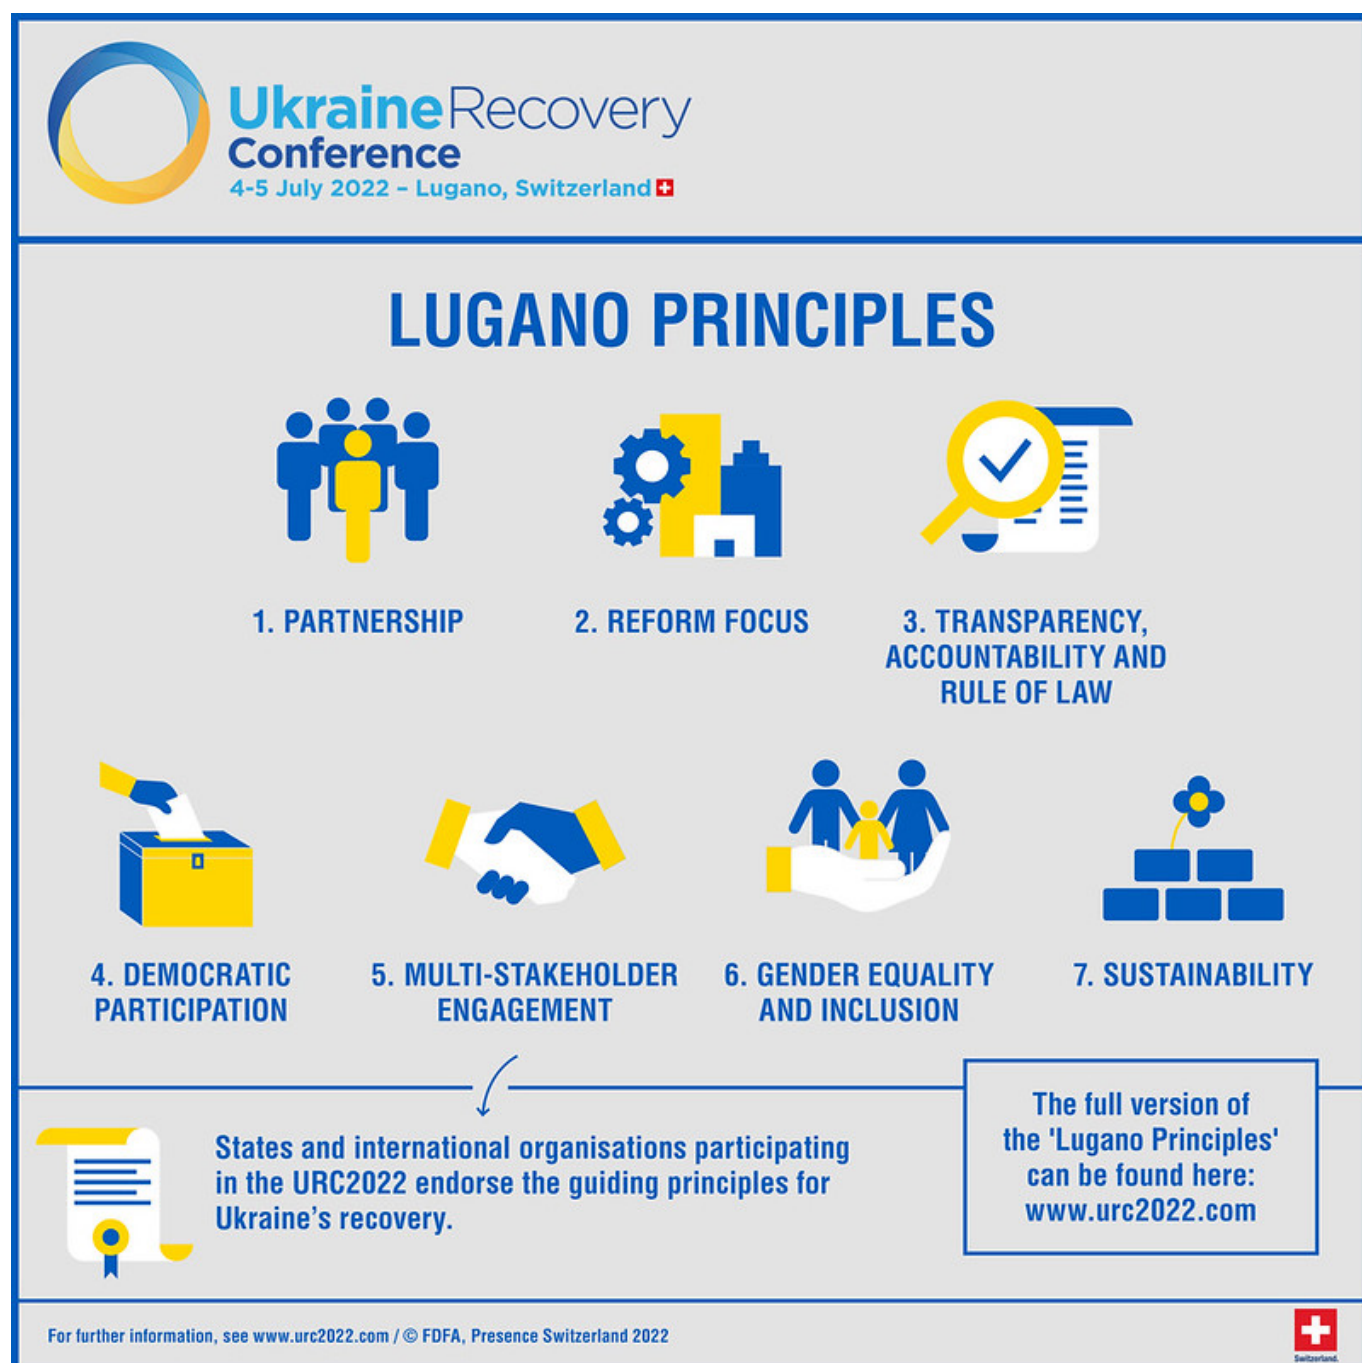 Ukraine Recovery
Conference
4-5 July 2022 – Lugano, Switzerland
LUGANO PRINCIPLES
1. PARTNERSHIP
2. REFORM FOCUS
3. TRANSPARENCY,
ACCOUNTABILITY AND
RULE OF LAW
4. DEMOCRATIC
PARTICIPATION
5. MULTI-STAKEHOLDER
ENGAGEMENT
6. GENDER EQUALITY
AND INCLUSION
7. SUSTAINABILITY
States and international organisations participating
in the URC2022 endorse the guiding principles for
Ukraine’s recovery.
The full version of
the 'Lugano Principles'
can be found here:
www.urc2022.com
For further information, see www.urc2022.com / © FDFA, Presence Switzerland 2022
Switzerland.